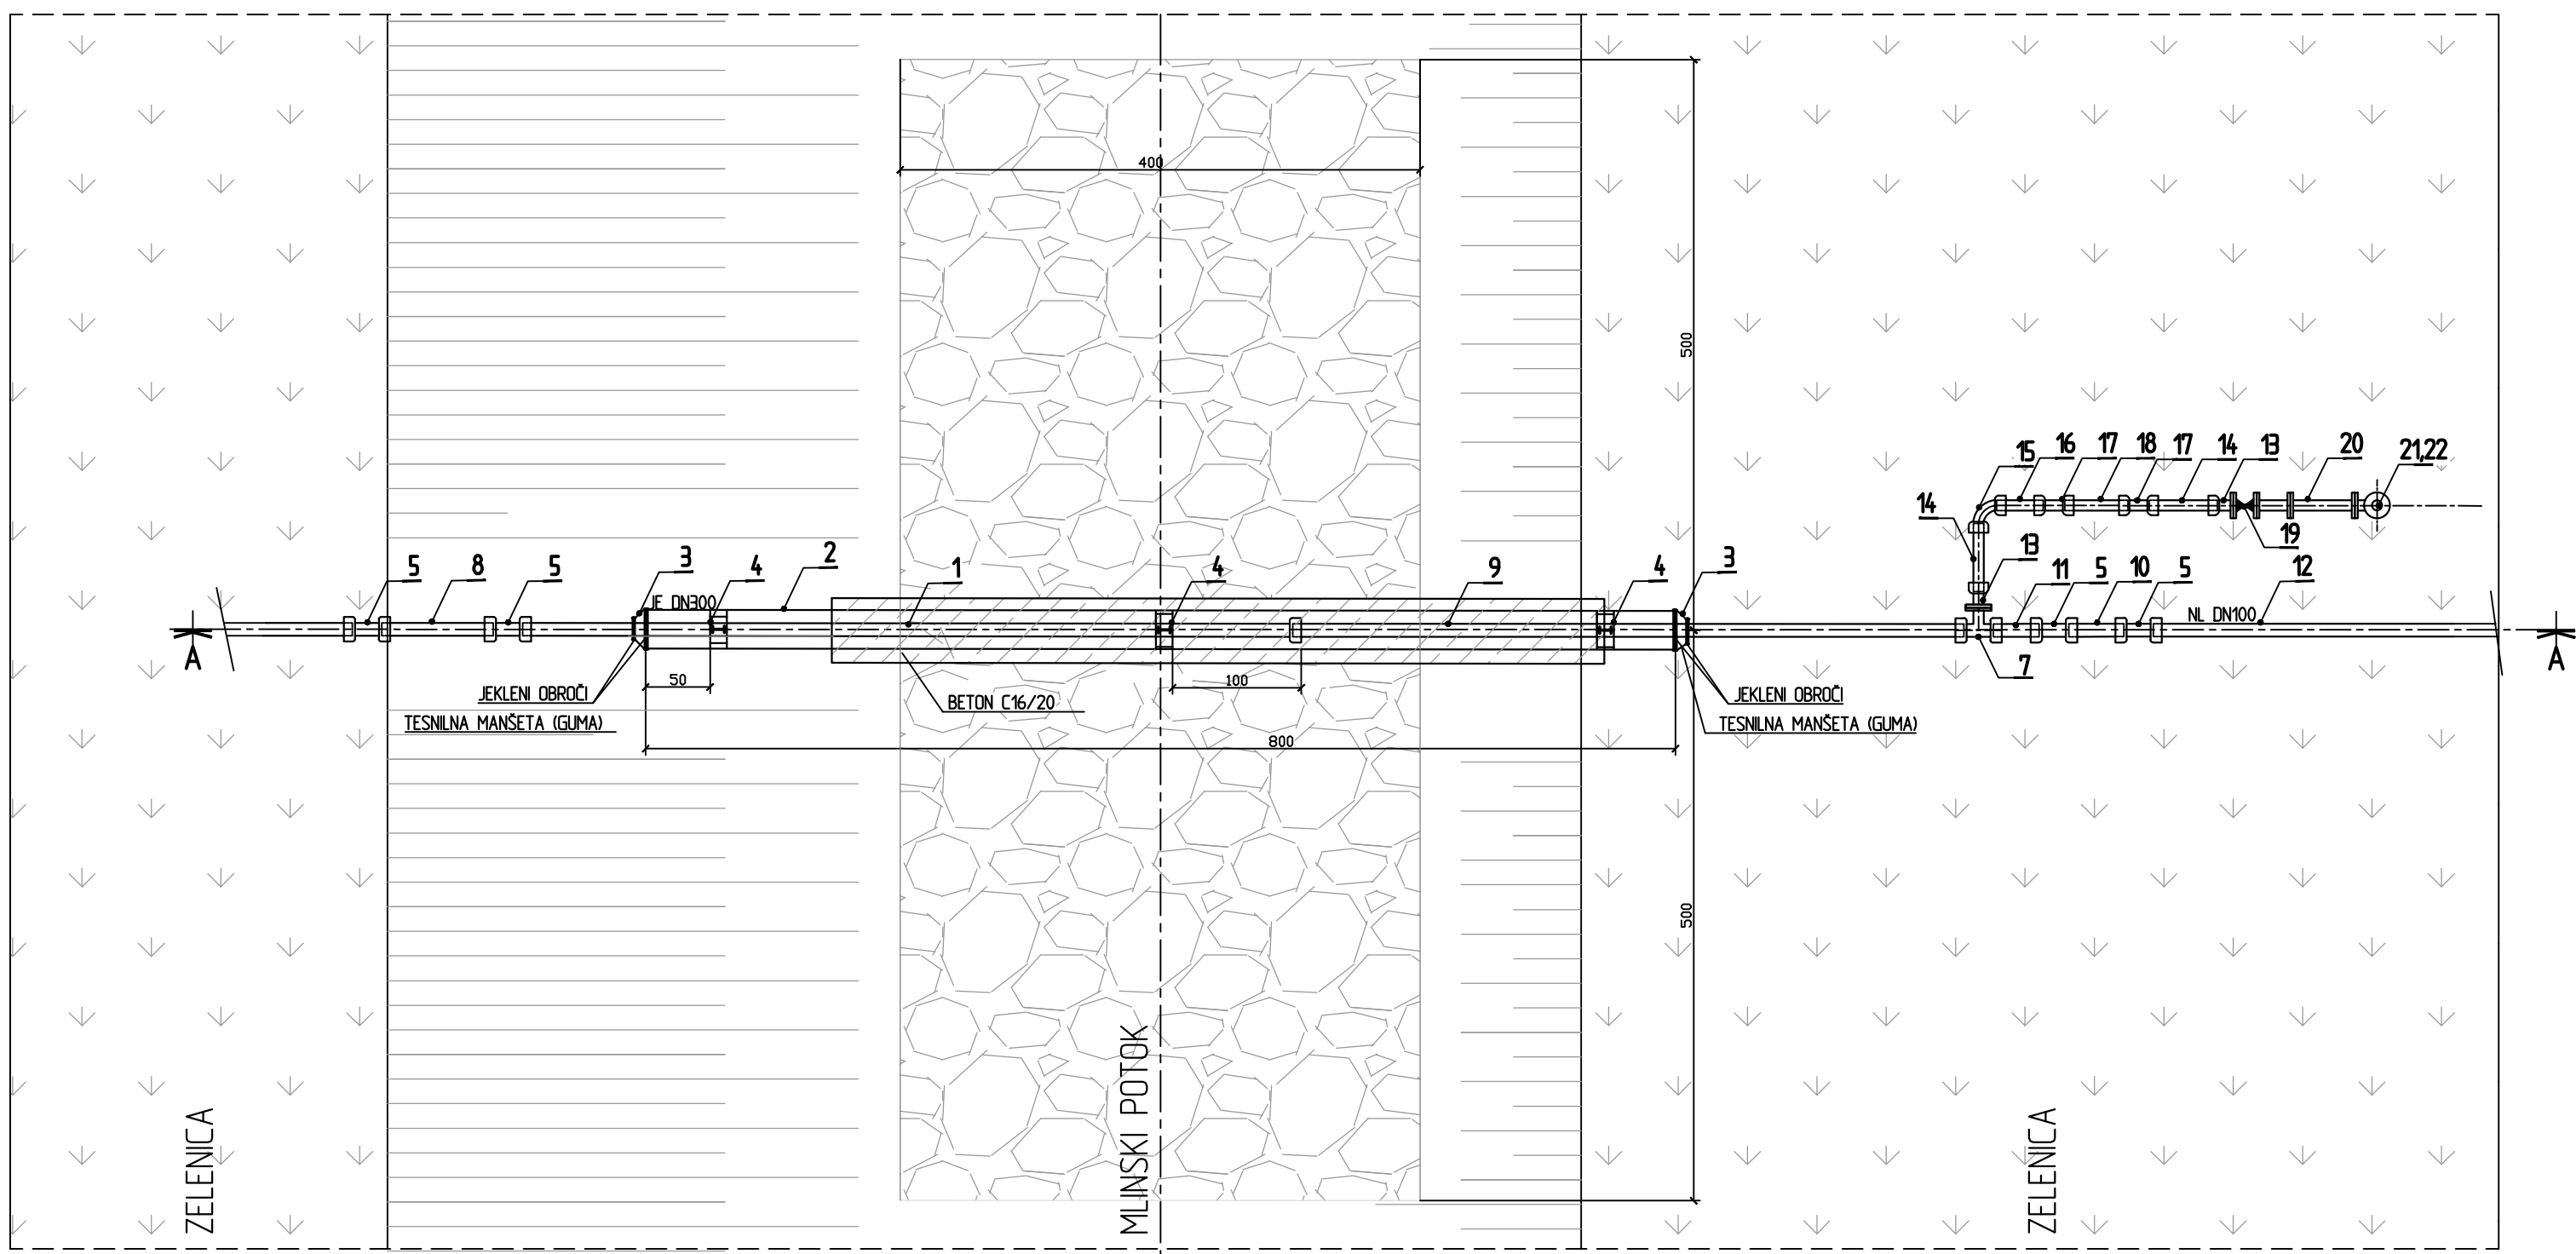 400
500
15
16
17
18
17
14
13
20
21,22
14
19
13
5
8
5
3
4
2
1
4
9
4
3
11
5
10
5
12
JE DN300
NL DN100
A
A
7
50
100
JEKLENI OBROČI
TESNILNA MANŠETA (GUMA)
BETON C16/20
JEKLENI OBROČI
TESNILNA MANŠETA (GUMA)
800
500
ZELENICA
MLINSKI POTOK
ZELENICA